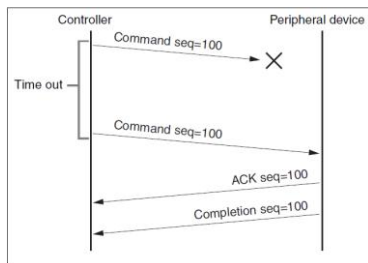 Controller
Peripheral device
Command seq=100
Time out
Command seq=100
ACK seq=100
Completion seq=100